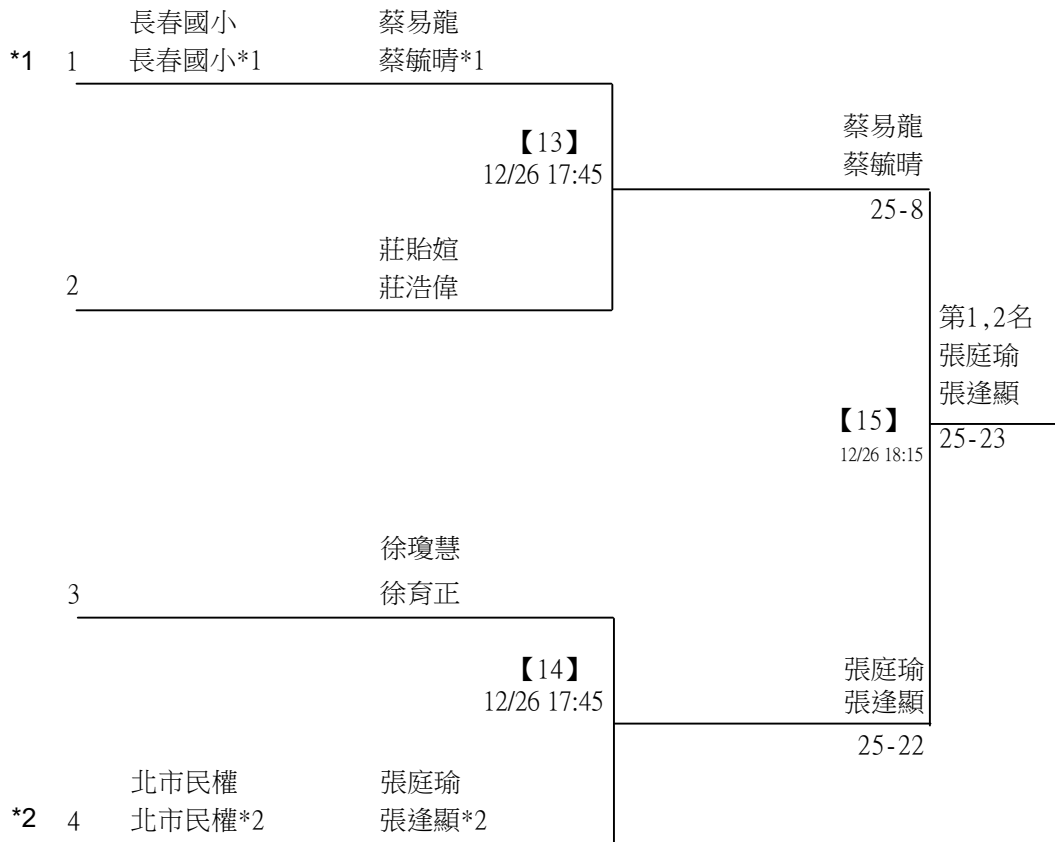 長春國小 蔡易龍
*1 1 長春國小*1 蔡毓晴*1
【13】
12/26 17:45
蔡易龍
蔡毓晴
25-8
莊貽媗
2 莊浩偉
第1,2名
張庭瑜
張逢顯
【15】
12/26 18:15
25-23
徐瓊慧
3 徐育正
【14】
12/26 17:45
張庭瑜
張逢顯
25-22
北市民權 張庭瑜
*2 4 北市民權*2 張逢顯*2